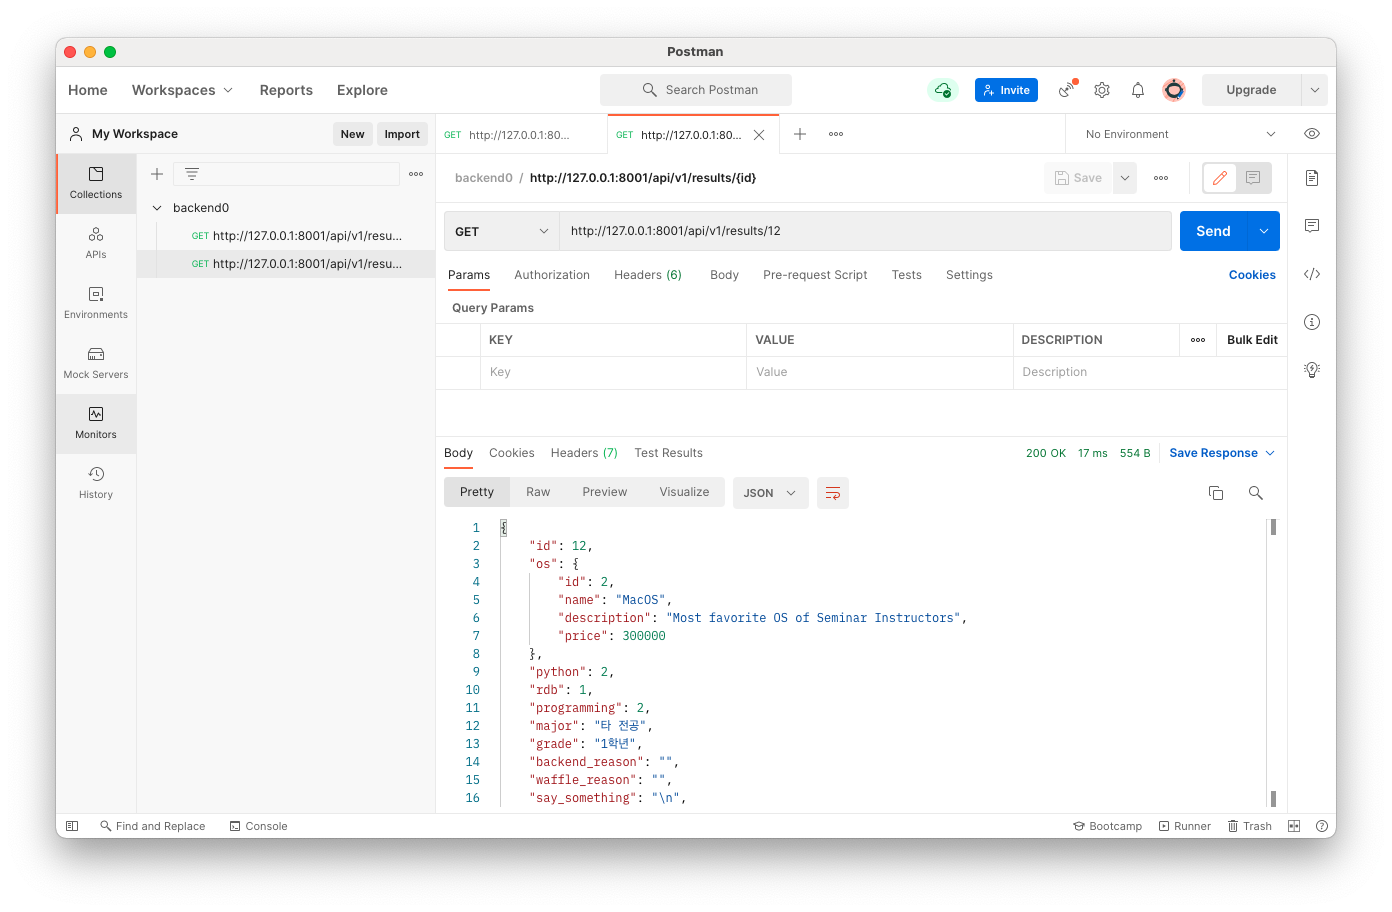 Postman
Home Workspaces Reports Explore Search Postman Invite Upgrade
My Workspace New Import GET http://127.0.0.1:80... GET http://127.0.0.1:80... No Environment
Collections
APIs
Environments
Mock Servers
Monitors
History
backend0
GET http://127.0.0.1:8001/api/v1/resu...
GET http://127.0.0.1:8001/api/v1/resu...
backend0 / http://127.0.0.1:8001/api/v1/results/{id} Save
GET http://127.0.0.1:8001/api/v1/results/12 Send
Params Authorization Headers (6) Body Pre-request Script Tests Settings Cookies
Query Params
KEY VALUE DESCRIPTION Bulk Edit
Key Value Description
Body Cookies Headers (7) Test Results 200 OK 17 ms 554 B Save Response
Pretty Raw Preview Visualize JSON
1 {
2 "id": 12,
3 "os": {
4 "id": 2,
5 "name": "MacOS",
6 "description": "Most favorite OS of Seminar Instructors",
7 "price": 300000
8 },
9 "python": 2,
10 "rdb": 1,
11 "programming": 2,
12 "major": "타 전공",
13 "grade": "1학년",
14 "backend_reason": "",
15 "waffle_reason": "",
16 "say_something": "\n",
Find and Replace Console Bootcamp Runner Trash